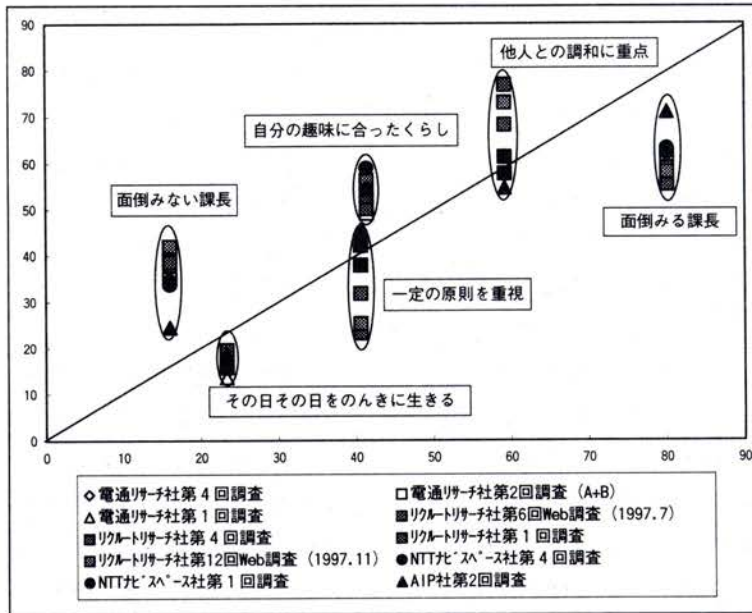 90
80
70
60
50
40
30
20
10
0
他人との調和に重点
自分の趣味に合ったくらし
面倒みない課長
面倒みる課長
一定の原則を重視
その日その日をのんきに生きる
0 10 20 30 40 50 60 70 80 90
◇電通ﾘｻｰﾁ社第4回調査
□電通ﾘｻｰﾁ社第2回調査 (A+B)
△電通ﾘｻｰﾁ社第1回調査
ﾘｸﾙｰﾄﾘｻｰﾁ社第6回Web調査 (1997.7)
ﾘｸﾙｰﾄﾘｻｰﾁ社第4回調査
ﾘｸﾙｰﾄﾘｻｰﾁ社第1回調査
ﾘｸﾙｰﾄﾘｻｰﾁ社第12回Web調査 (1997.11)
●NTTﾅﾋﾞｽﾍﾟｰｽ社第4回調査
●NTTﾅﾋﾞｽﾍﾟｰｽ社第1回調査
▲AIP社第2回調査